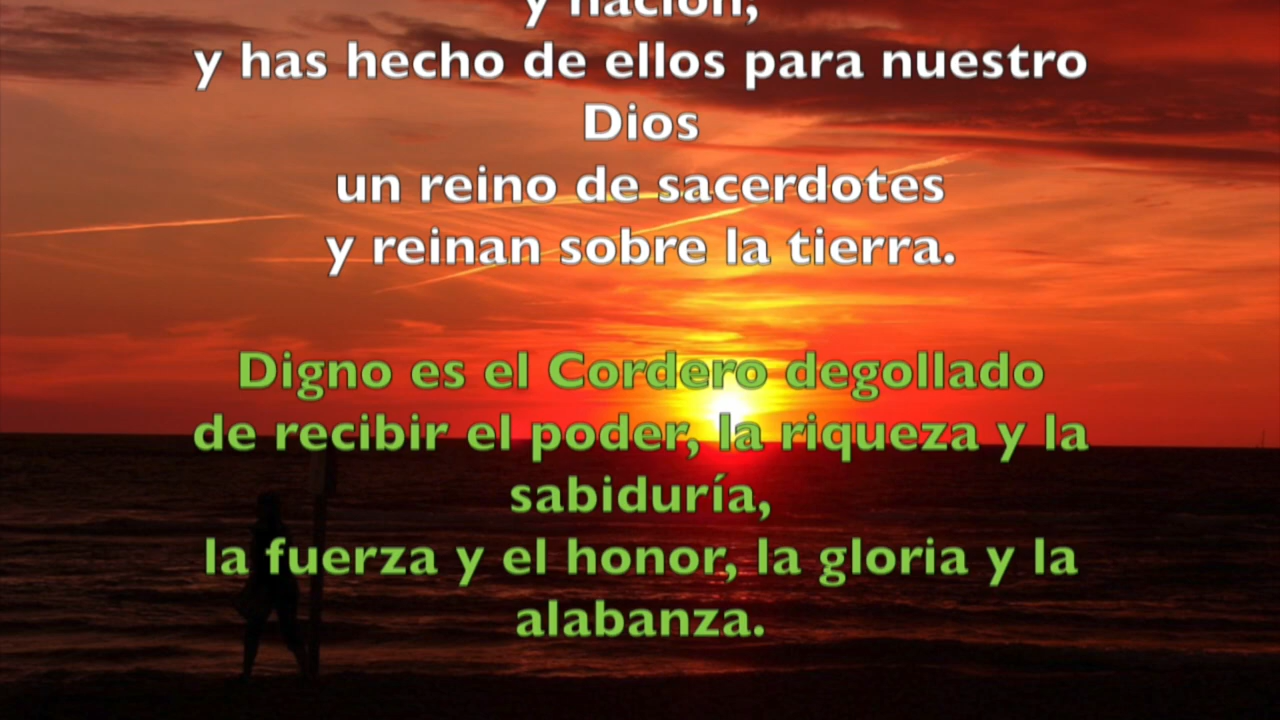 y nación;
y has hecho de ellos para nuestro
Dios
un reino de sacerdotes
y reinan sobre la tierra.
Digno es el Cordero degollado
de recibir el poder, la riqueza y la
sabiduría,
la fuerza y el honor, la gloria y la
alabanza.